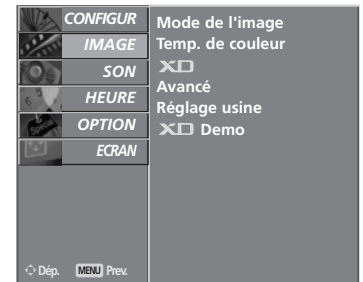 CONFIGUR
IMAGE
SON
HEURE
OPTION
ECRAN
Dép. MENU Prev.
Mode de l'image
Temp. de couleur
XD
Avancé
Réglage usine
XD Demo